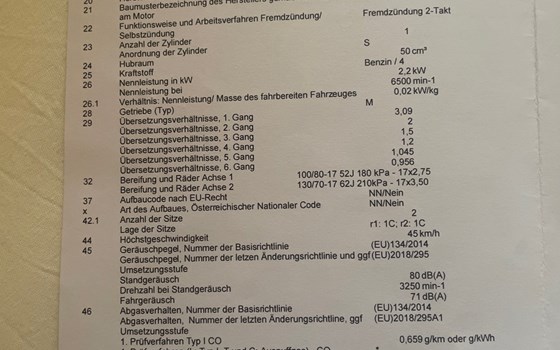 20
21 Baumusterbezeichnung des Herstellers
am Motor
22 Funktionsweise und Arbeitsverfahren Fremdzündung/ Fremdzündung 2-Takt
Selbstzündung
23 Anzahl der Zylinder 1
Anordnung der Zylinder S
24 Hubraum 50 cm³
25 Kraftstoff Benzin / 4
26 Nennleistung in kW 2,2kW
Nennleistung bei 6500 min-1
26.1 Verhältnis: Nennleistung/ Masse des fahrbereiten Fahrzeuges 0,02 kW/kg
28 Getriebe (Typ) M
29 Übersetzungsverhältnisse, 1. Gang 3,09
Übersetzungsverhältnisse, 2. Gang 2
Übersetzungsverhältnisse, 3. Gang 1,5
Übersetzungsverhältnisse, 4. Gang 1,2
Übersetzungsverhältnisse, 5. Gang 1,045
Übersetzungsverhältnisse, 6. Gang 0,956
32 Bereifung und Räder Achse 1 100/80-17 52J 180 kPa - 17x2,75
Bereifung und Räder Achse 2 130/70-17 62J 210kPa - 17x3,50
37 Aufbaucode nach EU-Recht NN/Nein
x Art des Aufbaues, Österreichischer Nationaler Code NN/Nein
42.1 Anzahl der Sitze 2
Lage der Sitze r1: 1C; r2: 1C
44 Höchstgeschwindigkeit 45 km/h
45 Geräuschpegel, Nummer der Basisrichtlinie (EU)134/2014
Geräuschpegel, Nummer der letzen Änderungsrichtlinie und ggf (EU)2018/295
Umsetzungsstufe
Standgeräusch 80 dB(A)
Drehzahl bei Standgeräusch 3250 min-1
Fahrgeräusch 71 dB(A)
46 Abgasverhalten, Nummer der Basisrichtlinie (EU)134/2014
Abgasverhalten, Nummer der letzten Änderungsrichtline, ggf (EU)2018/295A1
Umsetzungsstufe
1. Prüfverfahren Typ I CO 0,659 g/km oder g/kWh